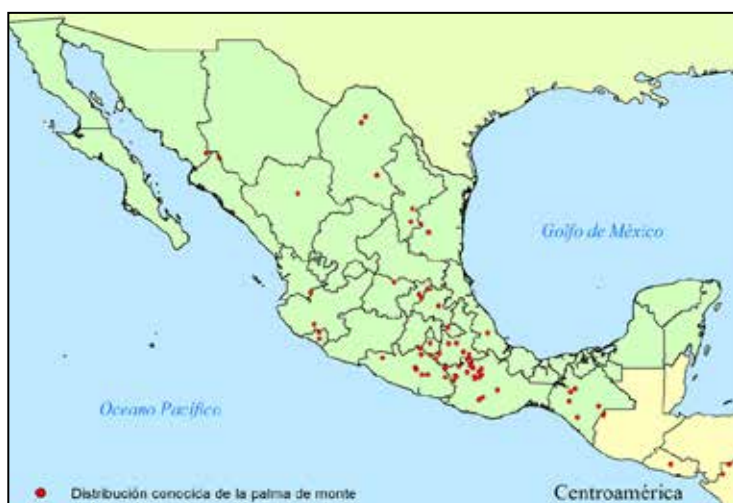 Golfo de México
Oceano Pacífico
Distribución conocida de la palma de monte
Centroamérica